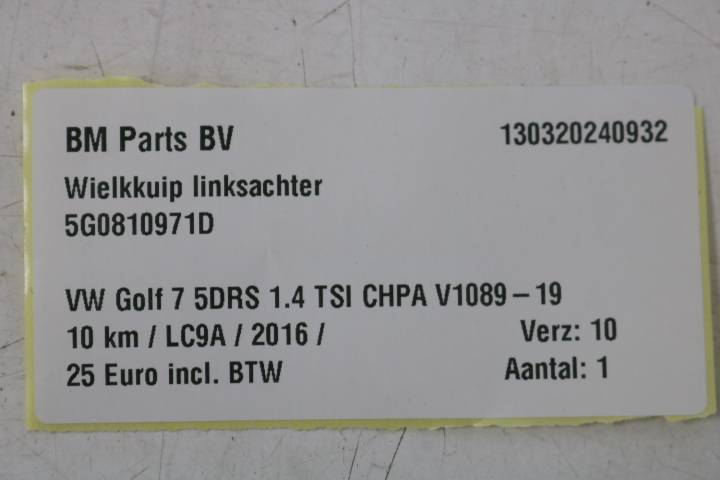 BM Parts BV 130320240932
Wielkkuip linksachter
5G0810971D
VW Golf 7 5DRS 1.4 TSI CHPA V1089 – 19
10 km / LC9A / 2016 / Verz: 10
25 Euro incl. BTW Aantal: 1